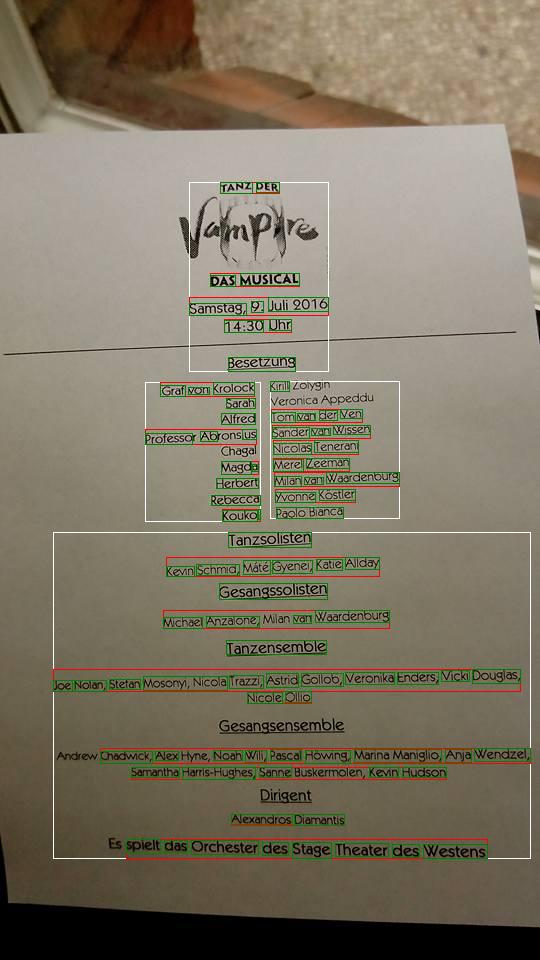 TANZ DER
Vampire
DAS MUSICAL
Samstag, 9. Juli 2016
14:30 Uhr
Besetzung
Graf von Krolock Kirill Zolygin
Sarah Veronica Appeddu
Alfred Tom van der Ven
Professor Abronsius Sander van Wissen
Chagal Nicolas Tenerani
Magda Merel Zeeman
Herbert Milan van Waardenburg
Rebecca Yvonne Köstler
Koukol Paolo Bianca
Tanzsolisten
Kevin Schmid, Máté Gyenei, Katie Allday
Gesangssolisten
Michael Anzalone, Milan van Waardenburg
Tanzensemble
Joe Nolan, Stefan Mosonyi, Nicola Trazzi, Astrid Gollob, Veronika Enders, Vicki Douglas,
Nicole Ollio
Gesangsensemble
Andrew Chadwick, Alex Hyne, Noah Wili, Pascal Höwing, Marina Maniglio, Anja Wendzel,
Samantha Harris-Hughes, Sanne Buskermolen, Kevin Hudson
Dirigent
Alexandros Diamantis
Es spielt das Orchester des Stage Theater des Westens